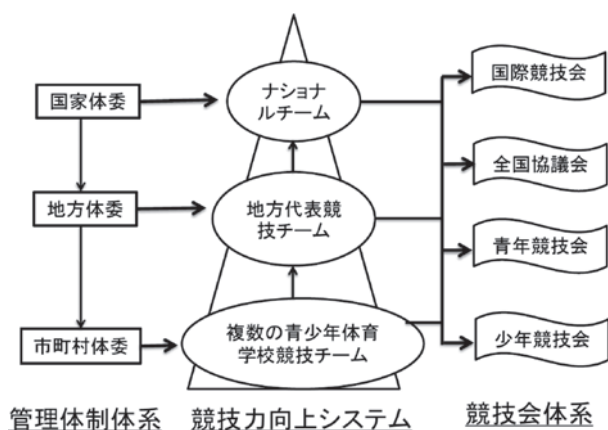 国家体委
地方体委
市町村体委
管理体制体系
ナショナ
ルチーム
地方代表競
技チーム
複数の青少年体育
学校競技チーム
競技力向上システム
国際競技会
全国協議会
青年競技会
少年競技会
競技会体系